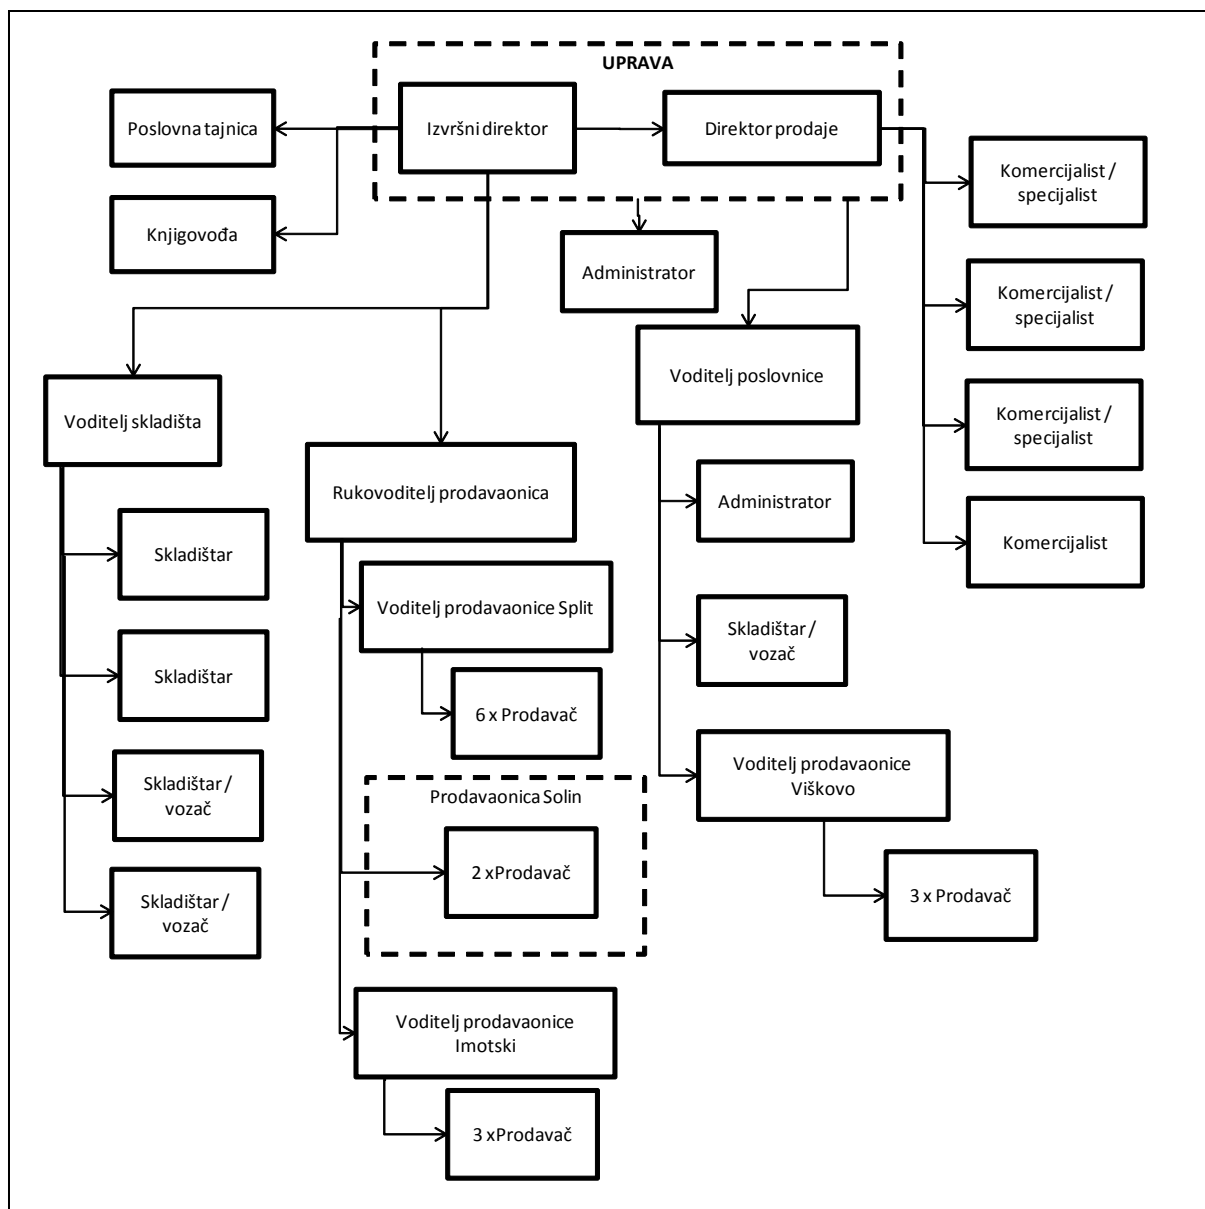 UPRAVA
Poslovna tajnica
Izvršni direktor
Direktor prodaje
Komercijalist /
specijalist
Knjigovođa
Administrator
Komercijalist /
specijalist
Voditelj poslovnice
Voditelj skladišta
Komercijalist /
specijalist
Rukovoditelj prodavaonica
Administrator
Komercijalist
Skladištar
Voditelj prodavaonice Split
Skladištar /
vozač
Skladištar
6 x Prodavač
Voditelj prodavaonice
Viškovo
Skladištar /
vozač
Prodavaonica Solin
2 xProdavač
3 x Prodavač
Skladištar /
vozač
Voditelj prodavaonice
Imotski
3 xProdavač